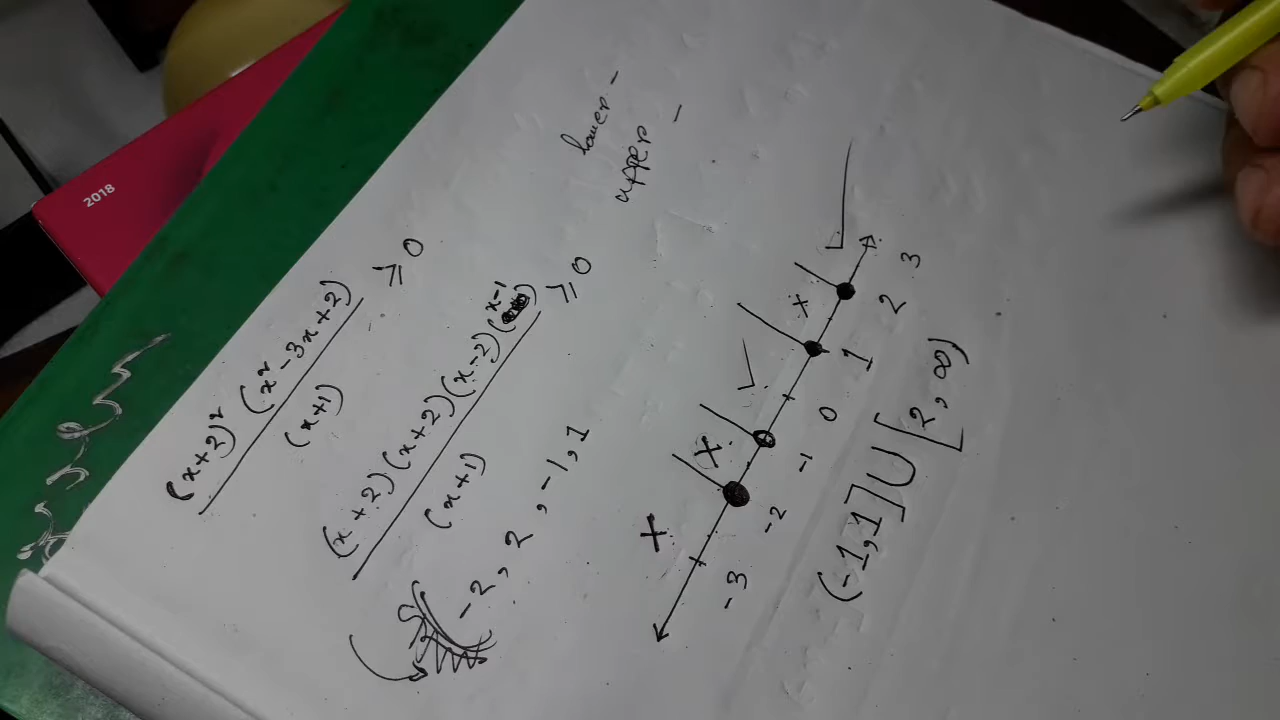 2018
(x+2)² (x²-3x+2)
(x+1)
≥ 0
(x+2)(x+2)(x-2)(x-1)
(x+1)
≥ 0
-2, 2, -1, 1
lower -
upper -
x x ✓ x ✓
-3 -2 -1 0 1 2 3
(-1,1]∪[2,∞)